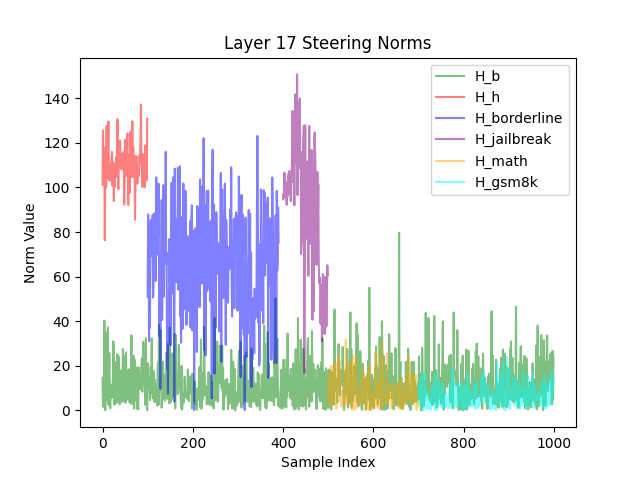 Layer 17 Steering Norms
H_b
H_h
H_borderline
H_jailbreak
H_math
H_gsm8k
Norm Value
140
120
100
80
60
40
20
0
0 200 400 600 800 1000
Sample Index